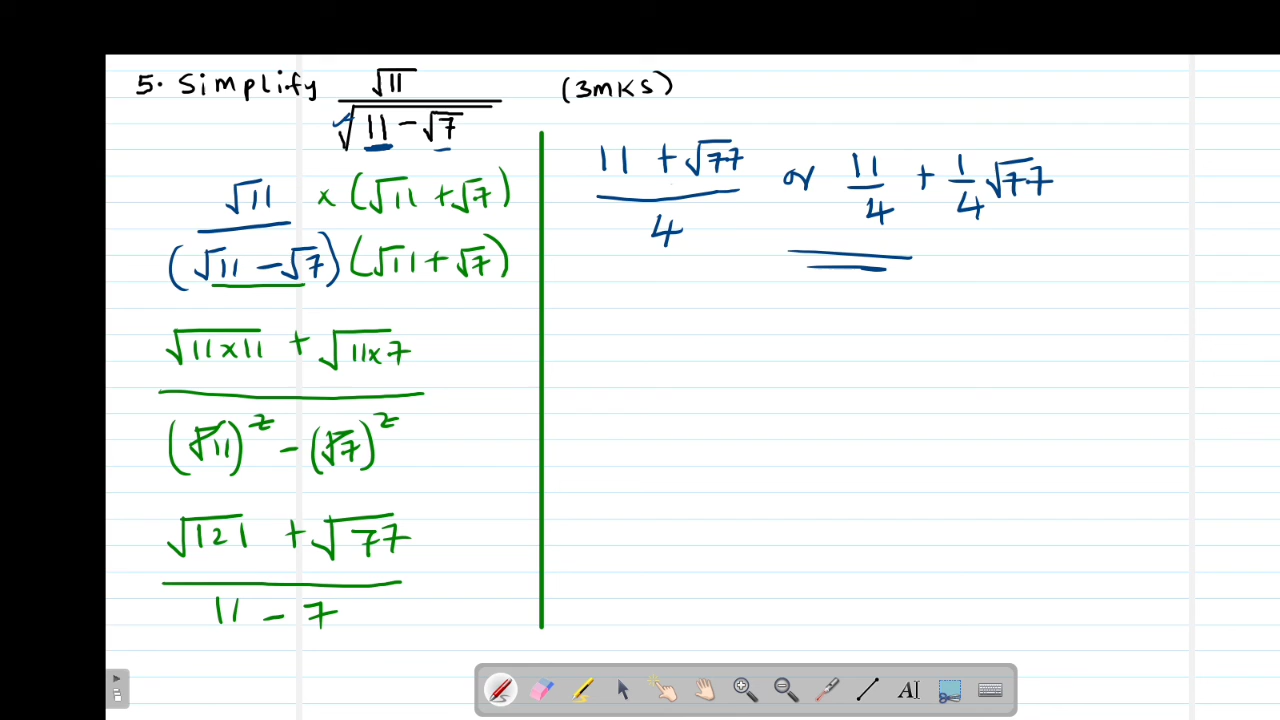 5. Simplify √11 / √(11 − √7) (3MKS)
√11 × (√11 + √7)
(√11 − √7) (√11 + √7)
√11×11 + √11×7
(√11)² − (√7)²
√121 + √77
11 − 7
11 + √77 or 11 + 1 √77
4 4 4
AI